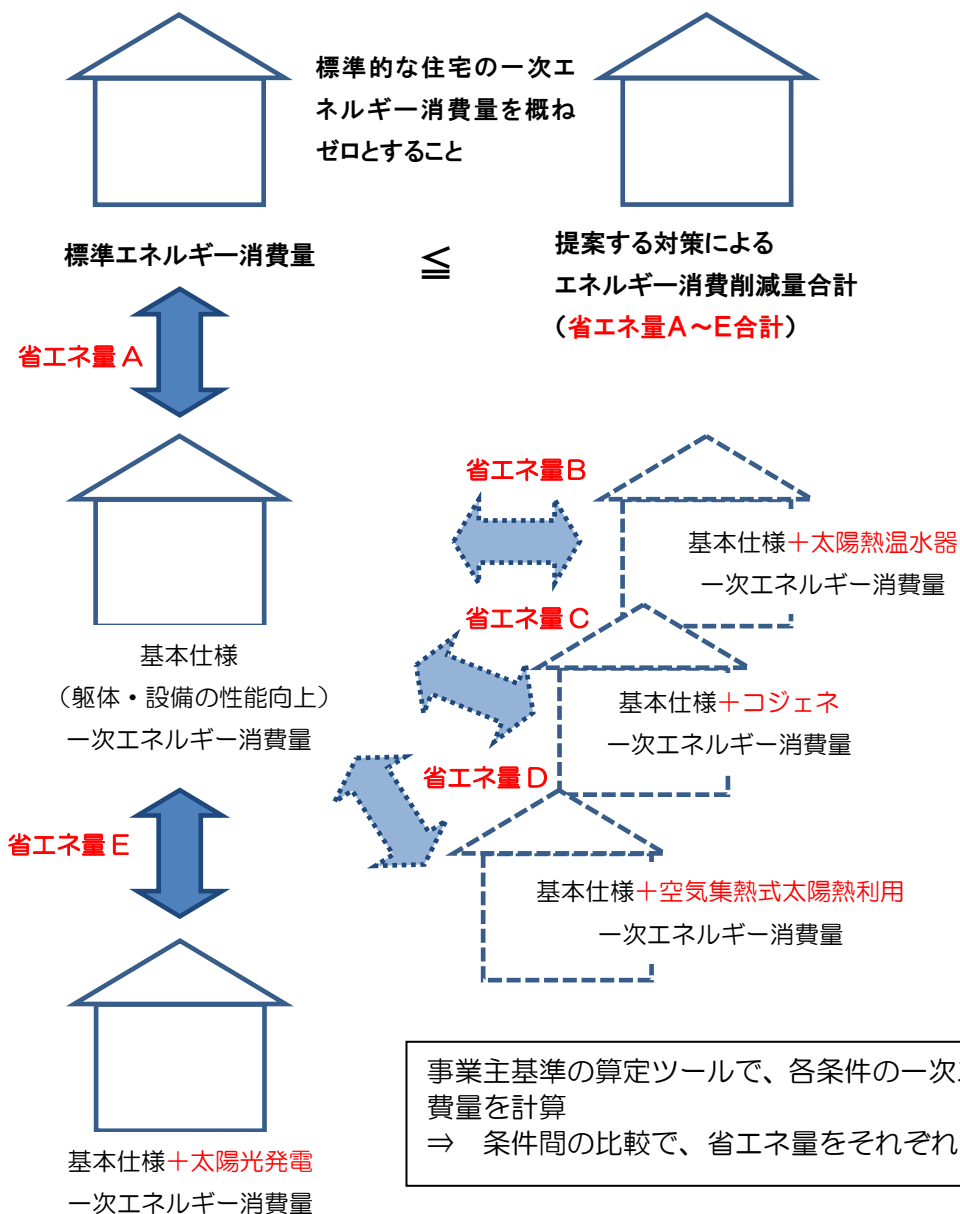 標準的な住宅の一次エ
ネルギー消費量を概ね
ゼロとすること
標準エネルギー消費量
≦
提案する対策による
エネルギー消費削減量合計
（省エネ量A～E合計）
省エネ量A
省エネ量B
基本仕様＋太陽熱温水器
一次エネルギー消費量
省エネ量C
基本仕様
（躯体・設備の性能向上）
一次エネルギー消費量
基本仕様＋コジェネ
一次エネルギー消費量
省エネ量D
省エネ量E
基本仕様＋空気集熱式太陽熱利用
一次エネルギー消費量
事業主基準の算定ツールで、各条件の一次
費量を計算
⇒　条件間の比較で、省エネ量をそれぞれ
基本仕様＋太陽光発電
一次エネルギー消費量